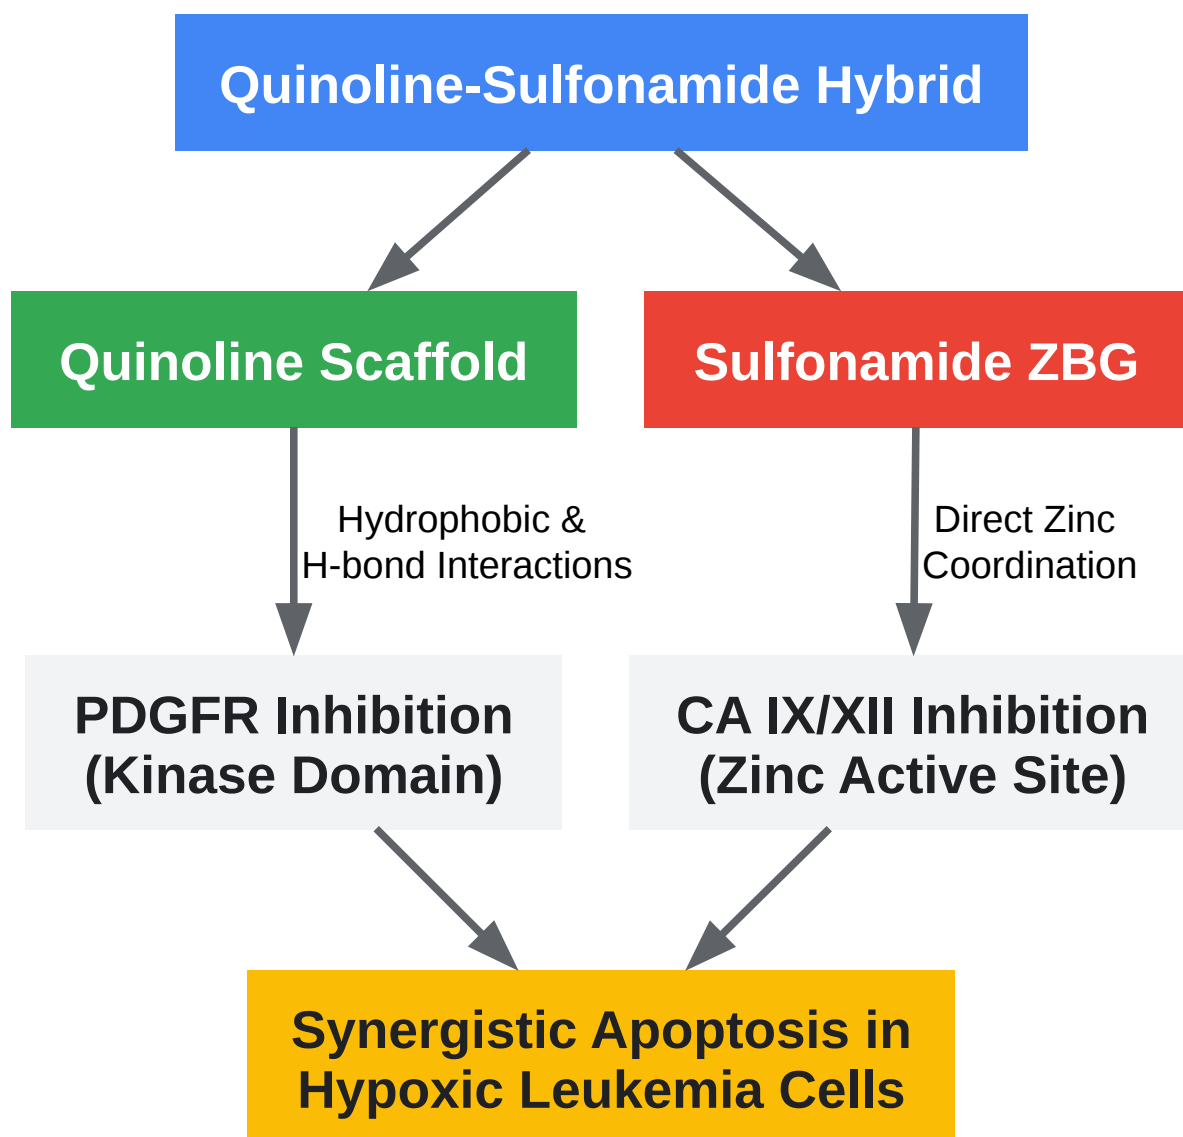 Quinoline-Sulfonamide Hybrid
Quinoline Scaffold
Sulfonamide ZBG
Hydrophobic &
H-bond Interactions
Direct Zinc
Coordination
PDGFR Inhibition
(Kinase Domain)
CA IX/XII Inhibition
(Zinc Active Site)
Synergistic Apoptosis in
Hypoxic Leukemia Cells